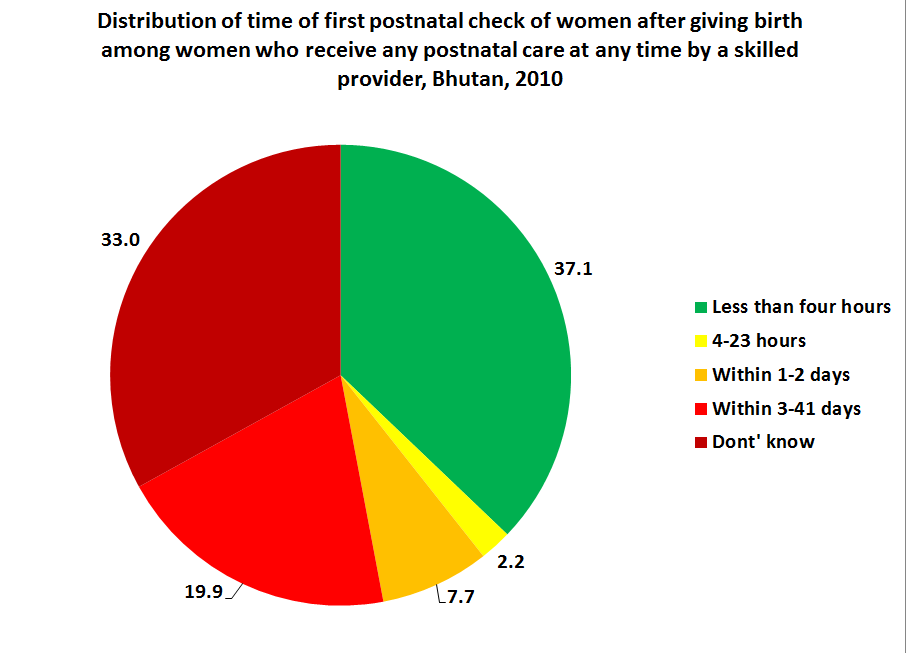 Distribution of time of first postnatal check of women after giving birth
among women who receive any postnatal care at any time by a skilled
provider, Bhutan, 2010
33.0
37.1
Less than four hours
4-23 hours
Within 1-2 days
Within 3-41 days
Dont' know
2.2
19.9
7.7